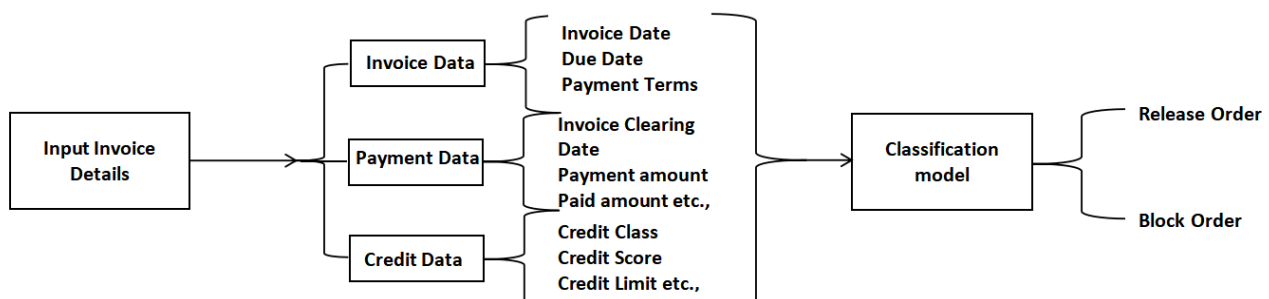 Input Invoice
Details
Invoice Data
Payment Data
Credit Data
Invoice Date
Due Date
Payment Terms
Invoice Clearing
Date
Payment amount
Paid amount etc.,
Credit Class
Credit Score
Credit Limit etc.,
Classification
model
Release Order
Block Order